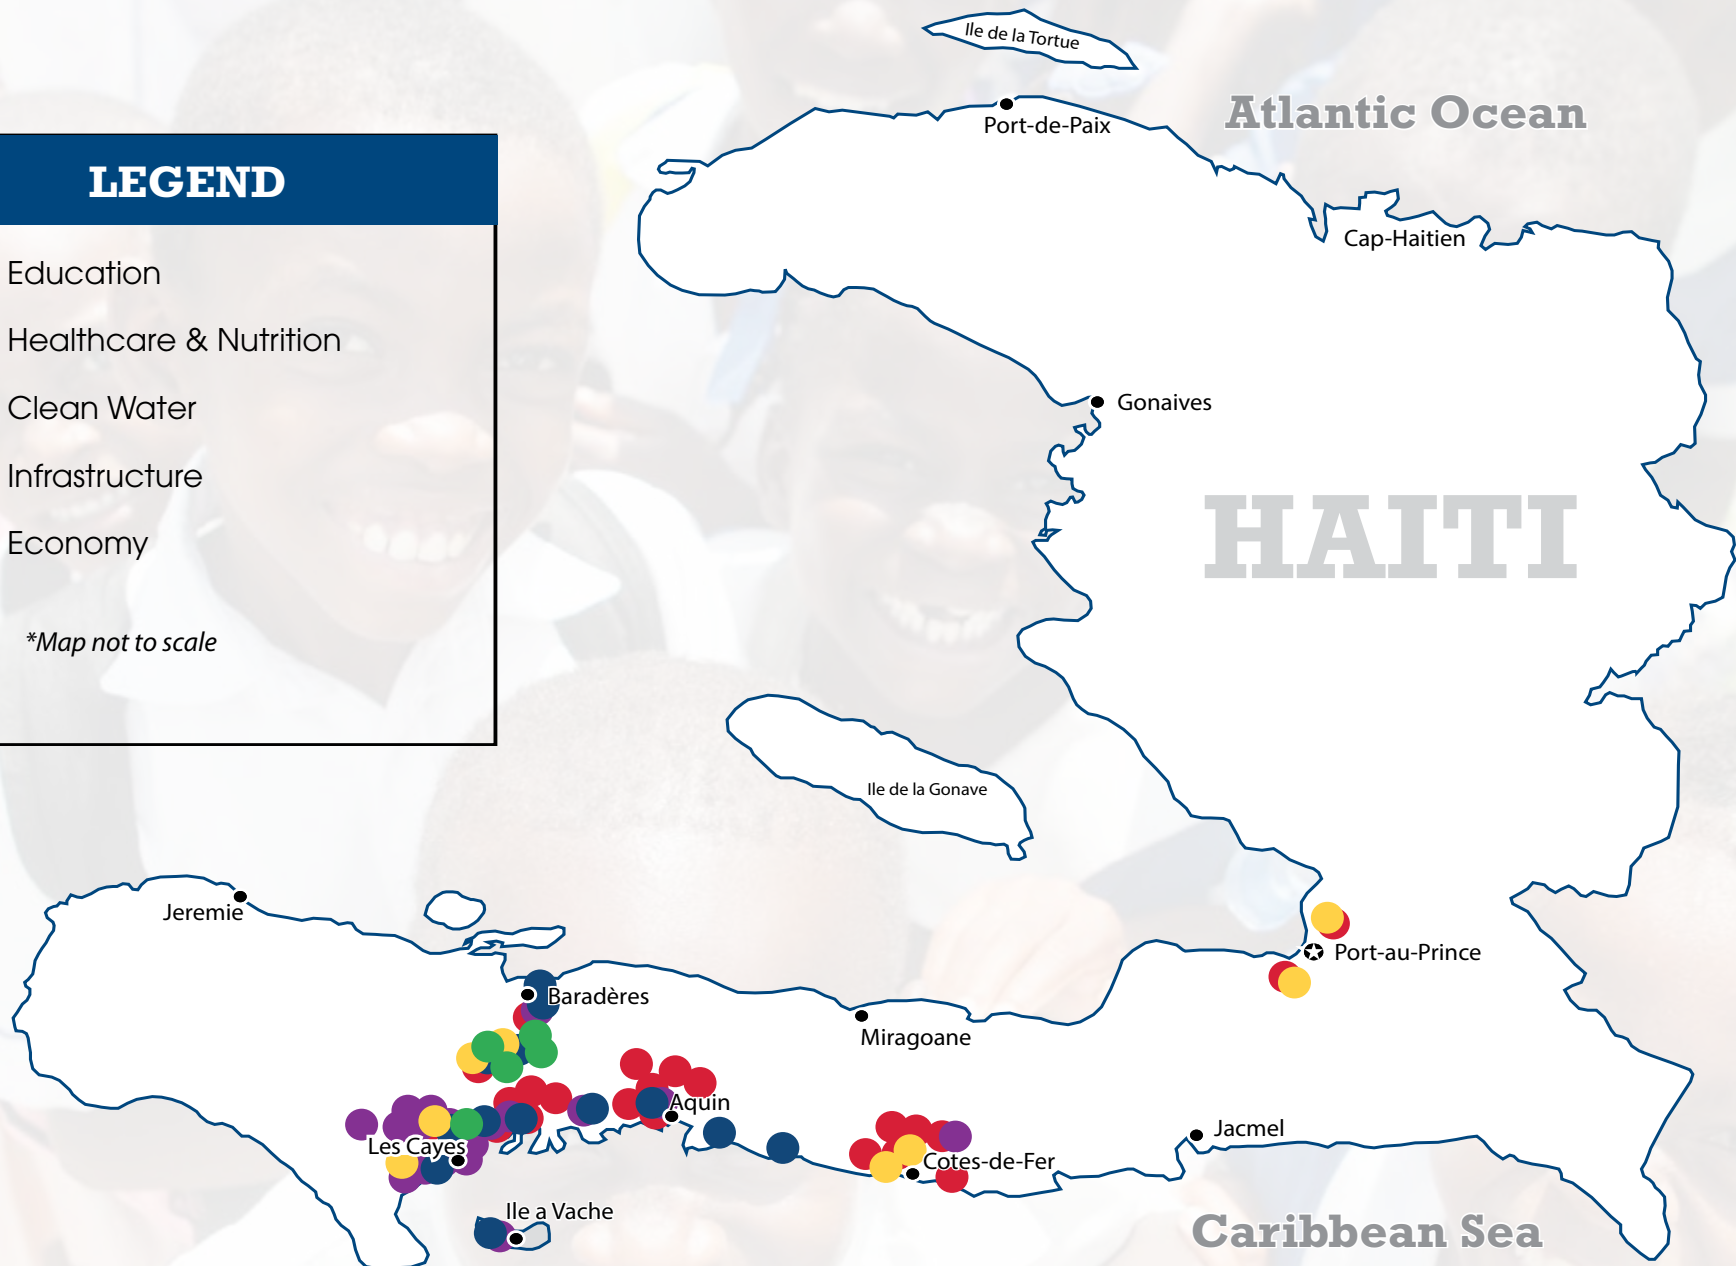 Ile de la Tortue
Atlantic Ocean
Port-de-Paix
LEGEND
Cap-Haitien
Education
Healthcare & Nutrition
Clean Water
Gonaives
Infrastructure
HAITI
Economy
*Map not to scale
Ile de la Gonave
Jeremie
Port-au-Prince
Baradères
Miragoane
Aquin
Jacmel
Les Cayes
Cotes-de-Fer
Ile a Vache
Caribbean Sea